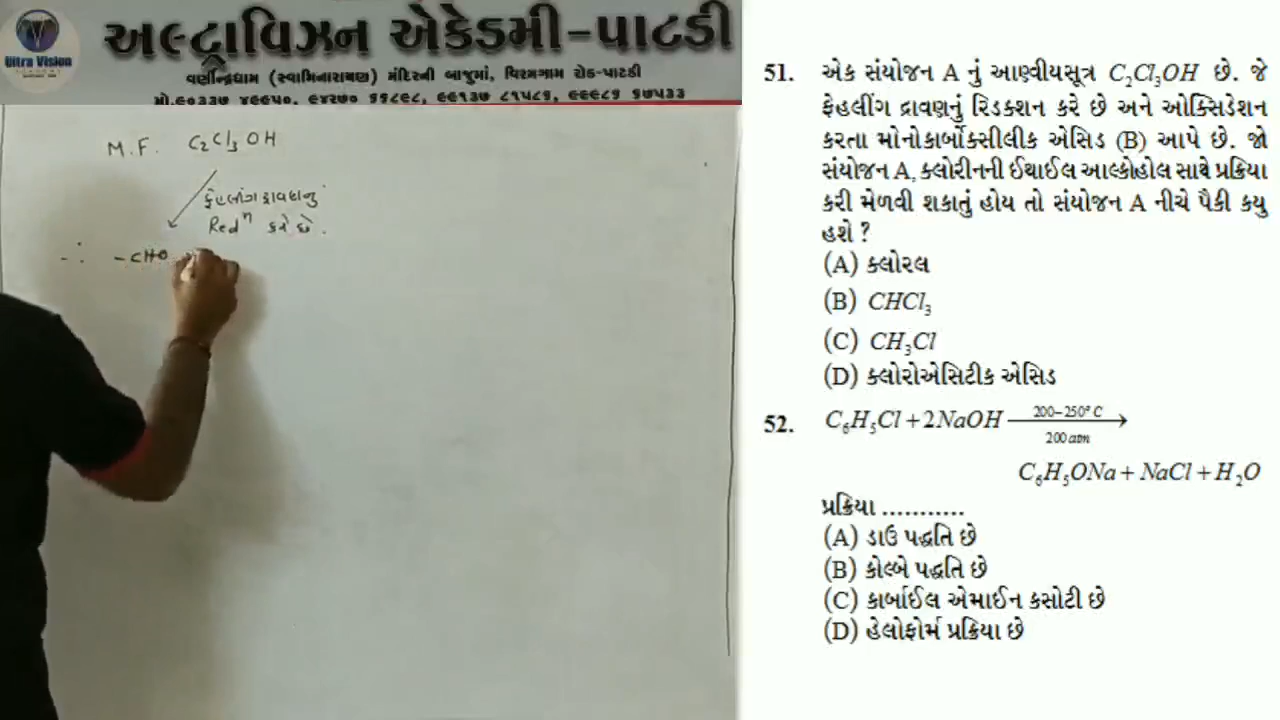 Ultra Vision
અલ્ટ્રાવિઝન એકેડમી-પાટડી
વર્ણીન્દ્રધામ (સ્વામિનારાયણ) મંદિરની બાજુમાં, વિરમગામ રોડ-પાટડી
M.F. C₂Cl₃OH
ફેહલીંગ દ્રાવણનું
Redⁿ કરે છે.
∴ -CHO
51. એક સંયોજન A નું આણ્વીયસૂત્ર C₂Cl₃OH છે. જે
ફેહલીંગ દ્રાવણનું રિડક્શન કરે છે અને ઓક્સિડેશન
કરતા મોનોકાર્બોક્સીલીક એસિડ (B) આપે છે. જો
સંયોજન A, ક્લોરીનની ઈથાઈલ આલ્કોહોલ સાથે પ્રક્રિયા
કરી મેળવી શકાતું હોય તો સંયોજન A નીચે પૈકી કયુ
હશે ?
(A) ક્લોરલ
(B) CHCl₃
(C) CH₃Cl
(D) ક્લોરોએસિટીક એસિડ
52. C₆H₅Cl + 2NaOH 200-250°C 200 atm ⟶
C₆H₅ONa + NaCl + H₂O
પ્રક્રિયા ...........
(A) ડાઉ પદ્ધતિ છે
(B) કોલ્બે પદ્ધતિ છે
(C) કાર્બાઈલ એમાઈન કસોટી છે
(D) હેલોફોર્મ પ્રક્રિયા છે